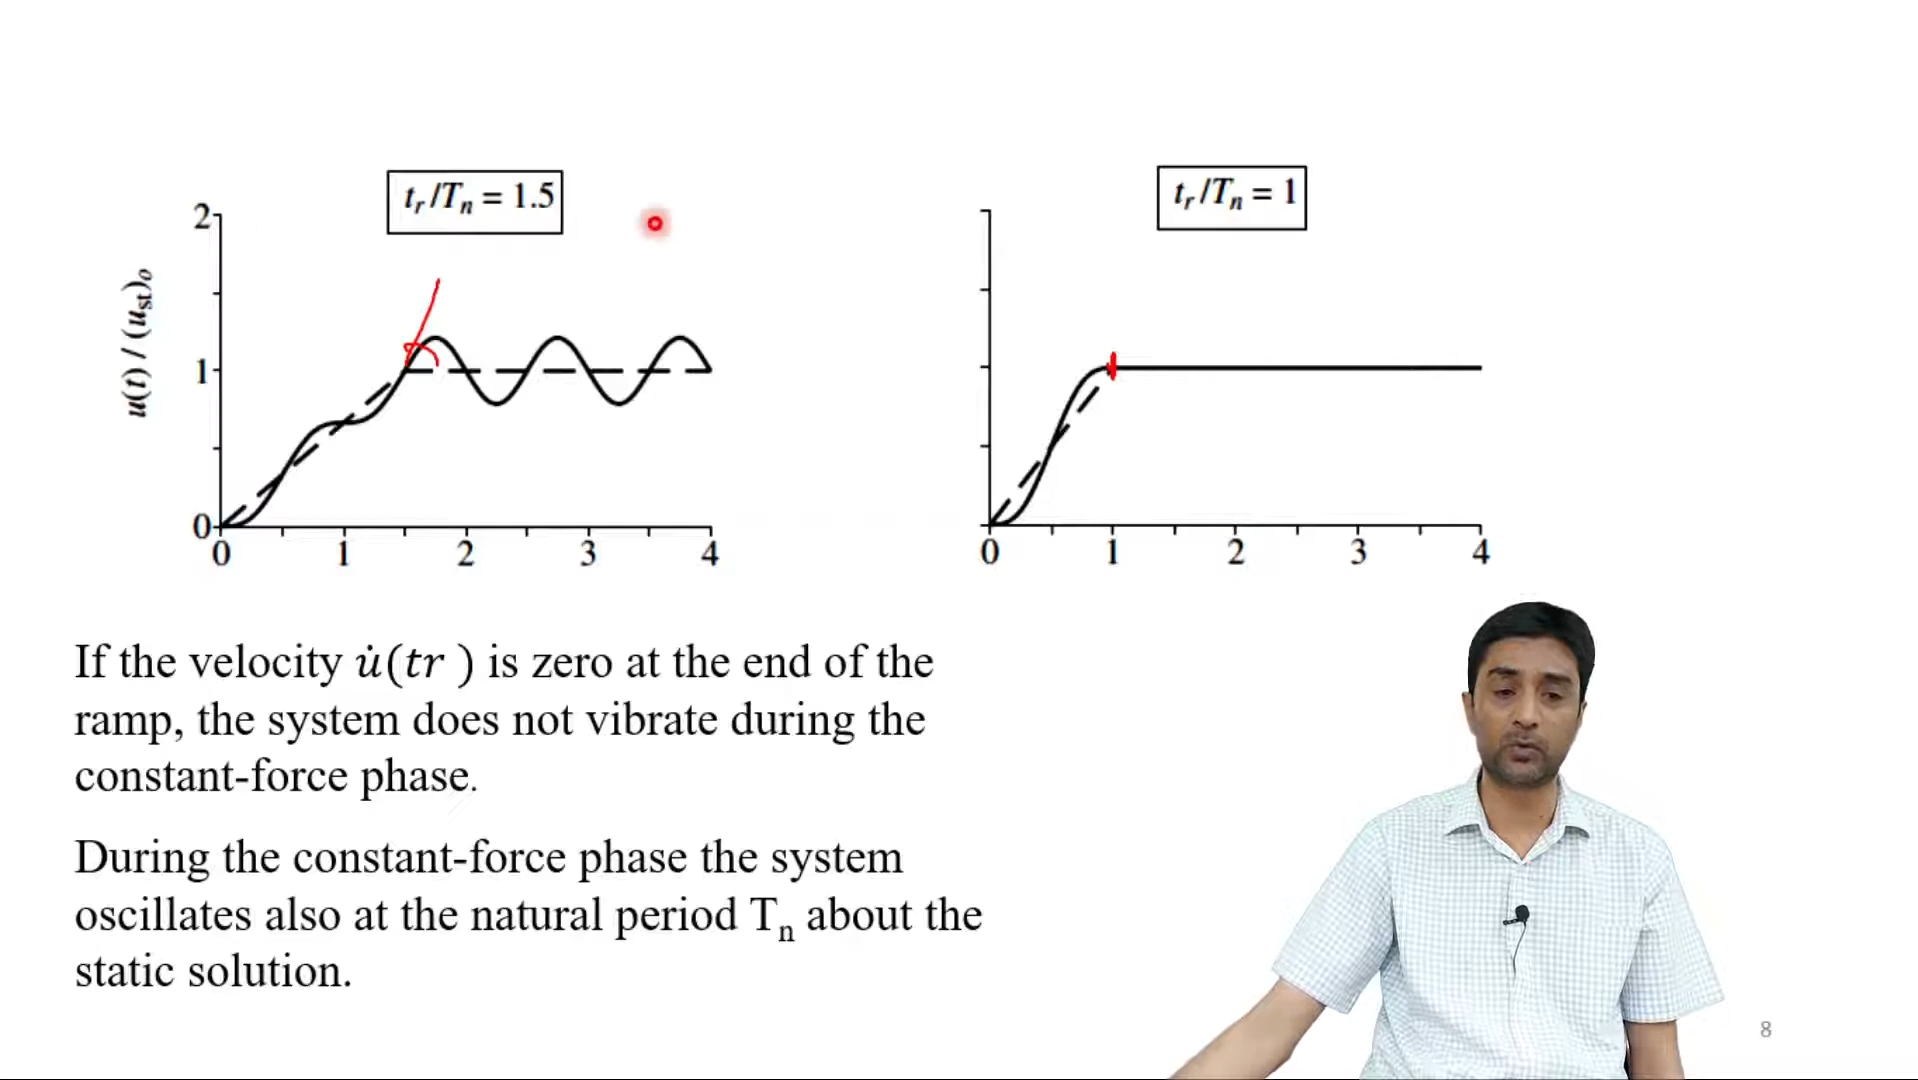 t_r/T_n = 1.5
t_r/T_n = 1
2
1
0
u(t) / (u_st)_o
0 1 2 3 4
0 1 2 3 4
If the velocity u̇(tr ) is zero at the end of the
ramp, the system does not vibrate during the
constant-force phase.
During the constant-force phase the system
oscillates also at the natural period T_n about the
static solution.
8